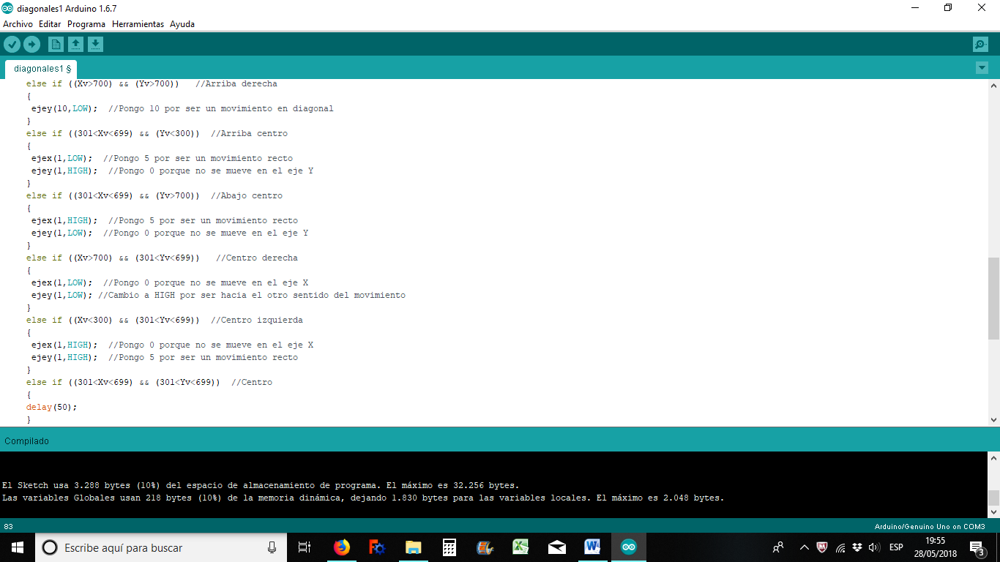 diagonales1 Arduino 1.6.7
Archivo Editar Programa Herramientas Ayuda
diagonales1 §
else if ((Xv>700) && (Yv>700))   //Arriba derecha
{
ejey(10,LOW);  //Pongo 10 por ser un movimiento en diagonal
}
else if ((301<Xv<699) && (Yv<300))  //Arriba centro
{
ejex(1,LOW);  //Pongo 5 por ser un movimiento recto
ejey(1,HIGH);  //Pongo 0 porque no se mueve en el eje Y
}
else if ((301<Xv<699) && (Yv>700))  //Abajo centro
{
ejex(1,HIGH);  //Pongo 5 por ser un movimiento recto
ejey(1,LOW);  //Pongo 0 porque no se mueve en el eje Y
}
else if ((Xv>700) && (301<Yv<699))   //Centro derecha
{
ejex(1,LOW);  //Pongo 0 porque no se mueve en el eje X
ejey(1,LOW); //Cambio a HIGH por ser hacia el otro sentido del movimiento
}
else if ((Xv<300) && (301<Yv<699))  //Centro izquierda
{
ejex(1,HIGH);  //Pongo 0 porque no se mueve en el eje X
ejey(1,HIGH);  //Pongo 5 por ser un movimiento recto
}
else if ((301<Xv<699) && (301<Yv<699))  //Centro
{
delay(50);
}
Compilado
El Sketch usa 3.288 bytes (10%) del espacio de almacenamiento de programa. El máximo es 32.256 bytes.
Las variables Globales usan 218 bytes (10%) de la memoria dinámica, dejando 1.830 bytes para las variables locales. El máximo es 2.048 bytes.
83
Arduino/Genuino Uno on COM3
Escribe aquí para buscar
ESP
19:55
28/05/2018
3